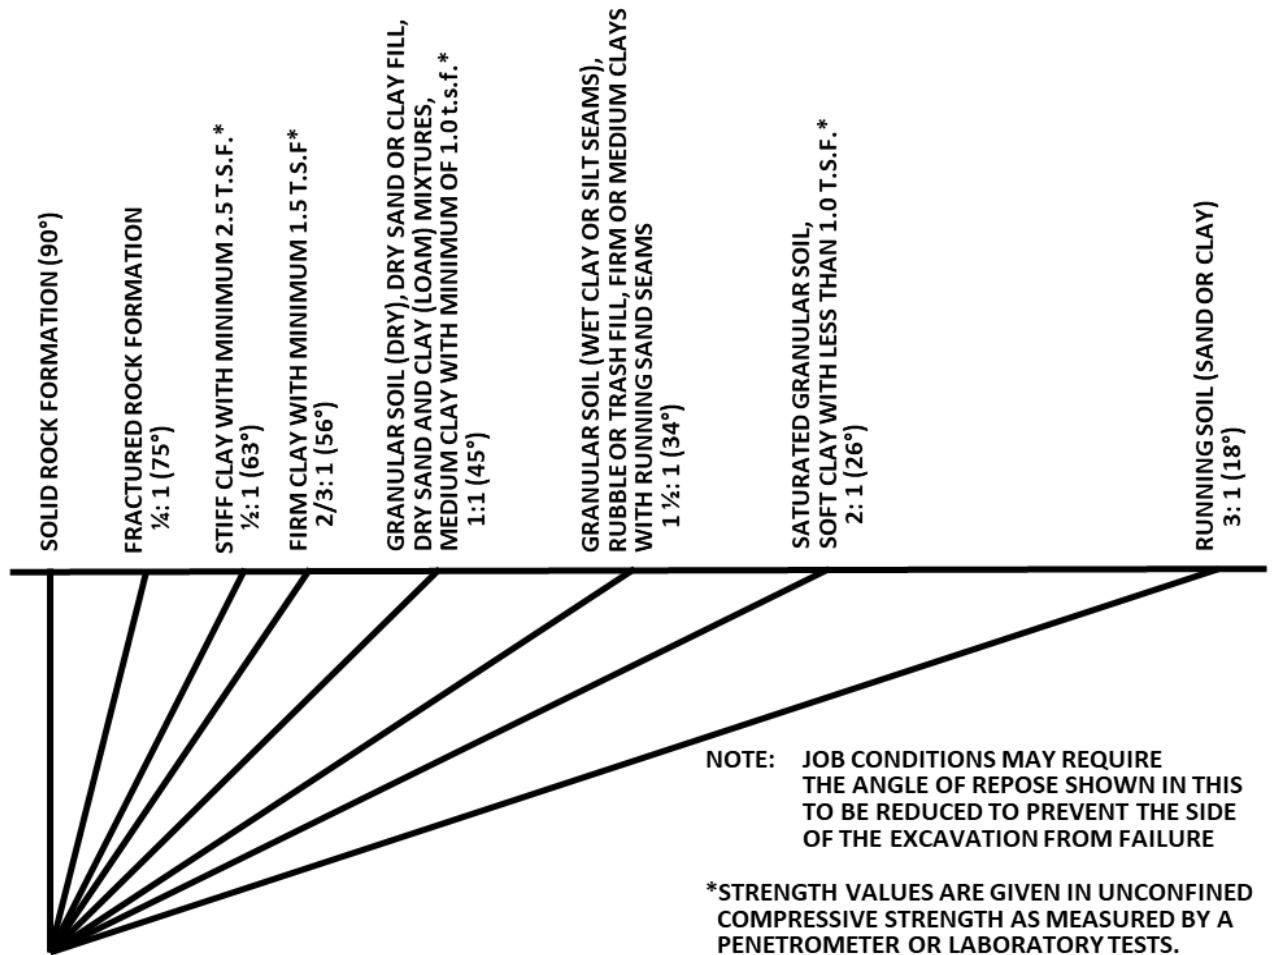 SOLID ROCK FORMATION (90°)
FRACTURED ROCK FORMATION
¼: 1 (75°)
STIFF CLAY WITH MINIMUM 2.5 T.S.F.*
½: 1 (63°)
FIRM CLAY WITH MINIMUM 1.5 T.S.F*
2/3: 1 (56°)
GRANULAR SOIL (DRY), DRY SAND OR CLAY FILL,
DRY SAND AND CLAY (LOAM) MIXTURES,
MEDIUM CLAY WITH MINIMUM OF 1.0 t.s.f.*
1:1 (45°)
GRANULAR SOIL (WET CLAY OR SILT SEAMS),
RUBBLE OR TRASH FILL, FIRM OR MEDIUM CLAYS
WITH RUNNING SAND SEAMS
1 ½: 1 (34°)
SATURATED GRANULAR SOIL,
SOFT CLAY WITH LESS THAN 1.0 T.S.F.*
2: 1 (26°)
RUNNING SOIL (SAND OR CLAY)
3: 1 (18°)
NOTE: JOB CONDITIONS MAY REQUIRE
THE ANGLE OF REPOSE SHOWN IN THIS
TO BE REDUCED TO PREVENT THE SIDE
OF THE EXCAVATION FROM FAILURE
*STRENGTH VALUES ARE GIVEN IN UNCONFINED
COMPRESSIVE STRENGTH AS MEASURED BY A
PENETROMETER OR LABORATORY TESTS.